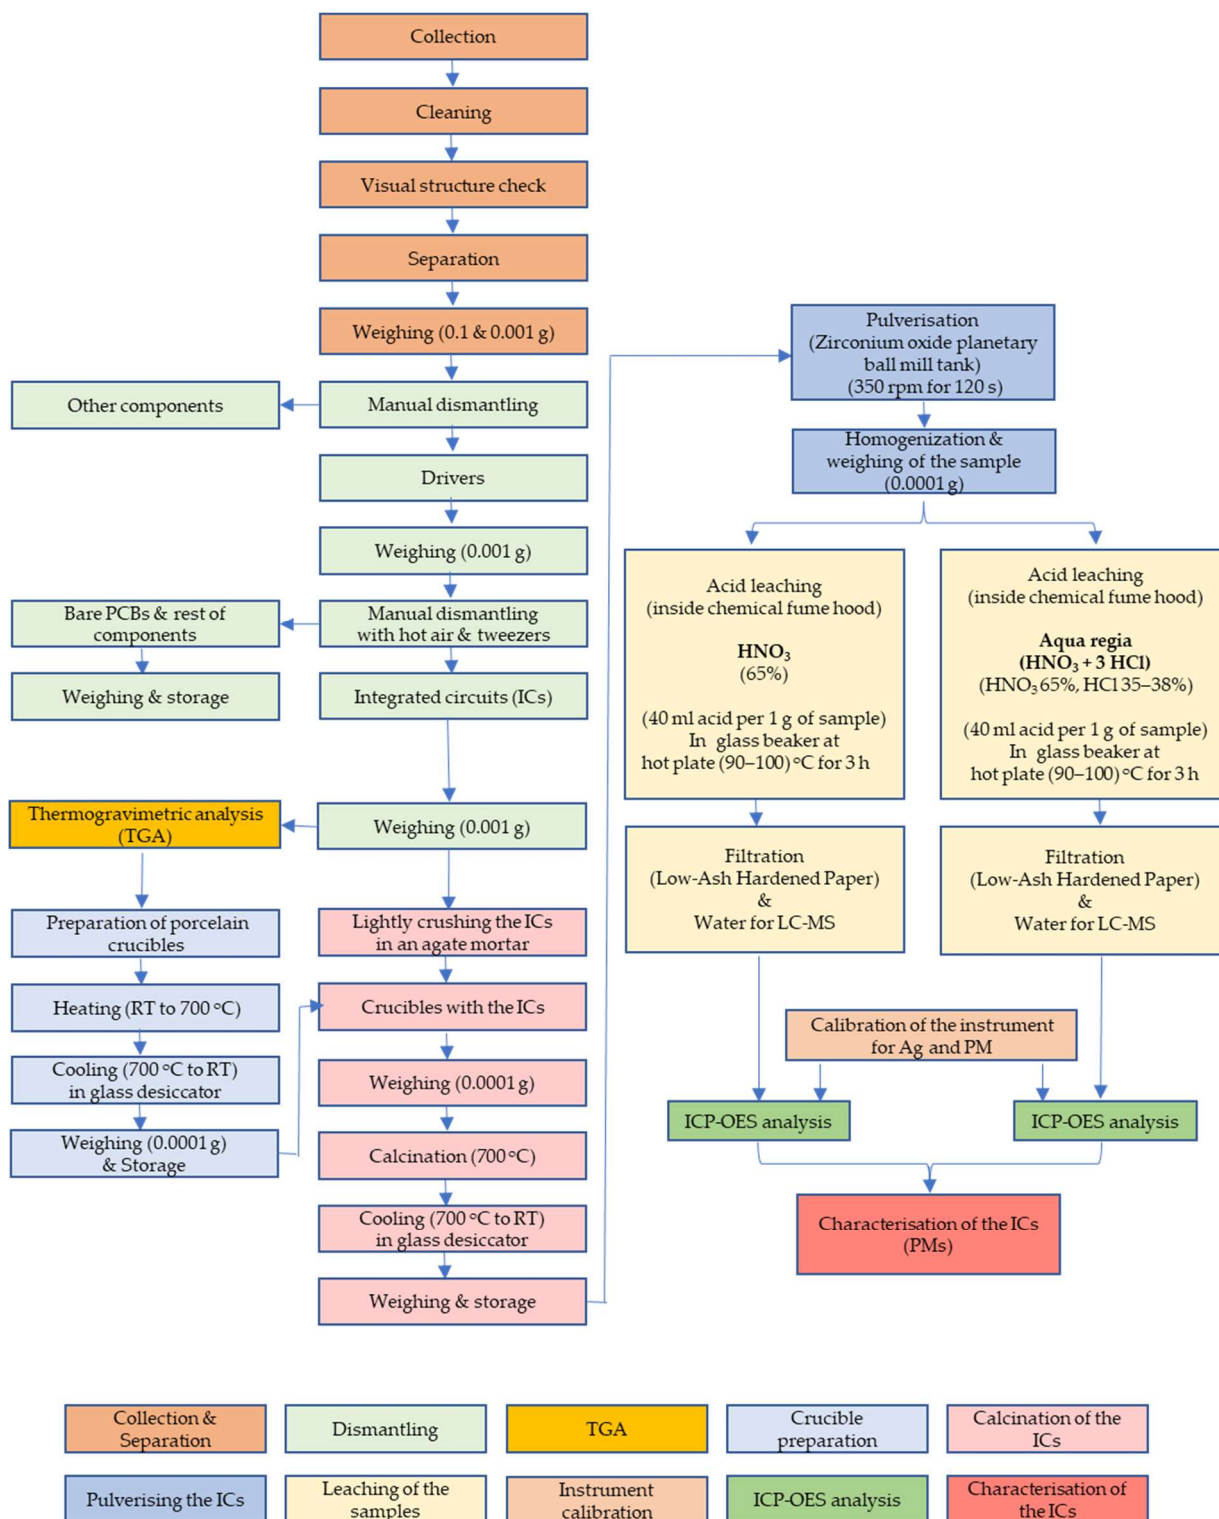 Collection
Cleaning
Visual structure check
Separation
Weighing (0.1 & 0.001 g)
Other components
Manual dismantling
Drivers
Weighing (0.001 g)
Bare PCBs & rest of
components
Manual dismantling
with hot air & tweezers
Weighing & storage
Integrated circuits (ICs)
Thermogravimetric analysis
(TGA)
Weighing (0.001 g)
Preparation of porcelain
crucibles
Lightly crushing the ICs
in an agate mortar
Heating (RT to 700 °C)
Crucibles with the ICs
Cooling (700 °C to RT)
in glass desiccator
Weighing (0.0001 g)
Weighing (0.0001 g)
& Storage
Calcination (700 °C)
Cooling (700 °C to RT)
in glass desiccator
Weighing & storage
Pulverisation
(Zirconium oxide planetary
ball mill tank)
(350 rpm for 120 s)
Homogenization &
weighing of the sample
(0.0001 g)
Acid leaching
(inside chemical fume hood)
HNO₃
(65%)
(40 ml acid per 1 g of sample)
In glass beaker at
hot plate (90–100) °C for 3 h
Acid leaching
(inside chemical fume hood)
Aqua regia
(HNO₃ + 3 HCl)
(HNO₃ 65%, HCl 35–38%)
(40 ml acid per 1 g of sample)
In glass beaker at
hot plate (90–100) °C for 3 h
Filtration
(Low-Ash Hardened Paper)
&
Water for LC-MS
Filtration
(Low-Ash Hardened Paper)
&
Water for LC-MS
Calibration of the instrument
for Ag and PM
ICP-OES analysis
ICP-OES analysis
Characterisation of the ICs
(PMs)
Collection &
Separation
Dismantling
TGA
Crucible
preparation
Calcination of the
ICs
Pulverising the ICs
Leaching of the
samples
Instrument
calibration
ICP-OES analysis
Characterisation of
the ICs